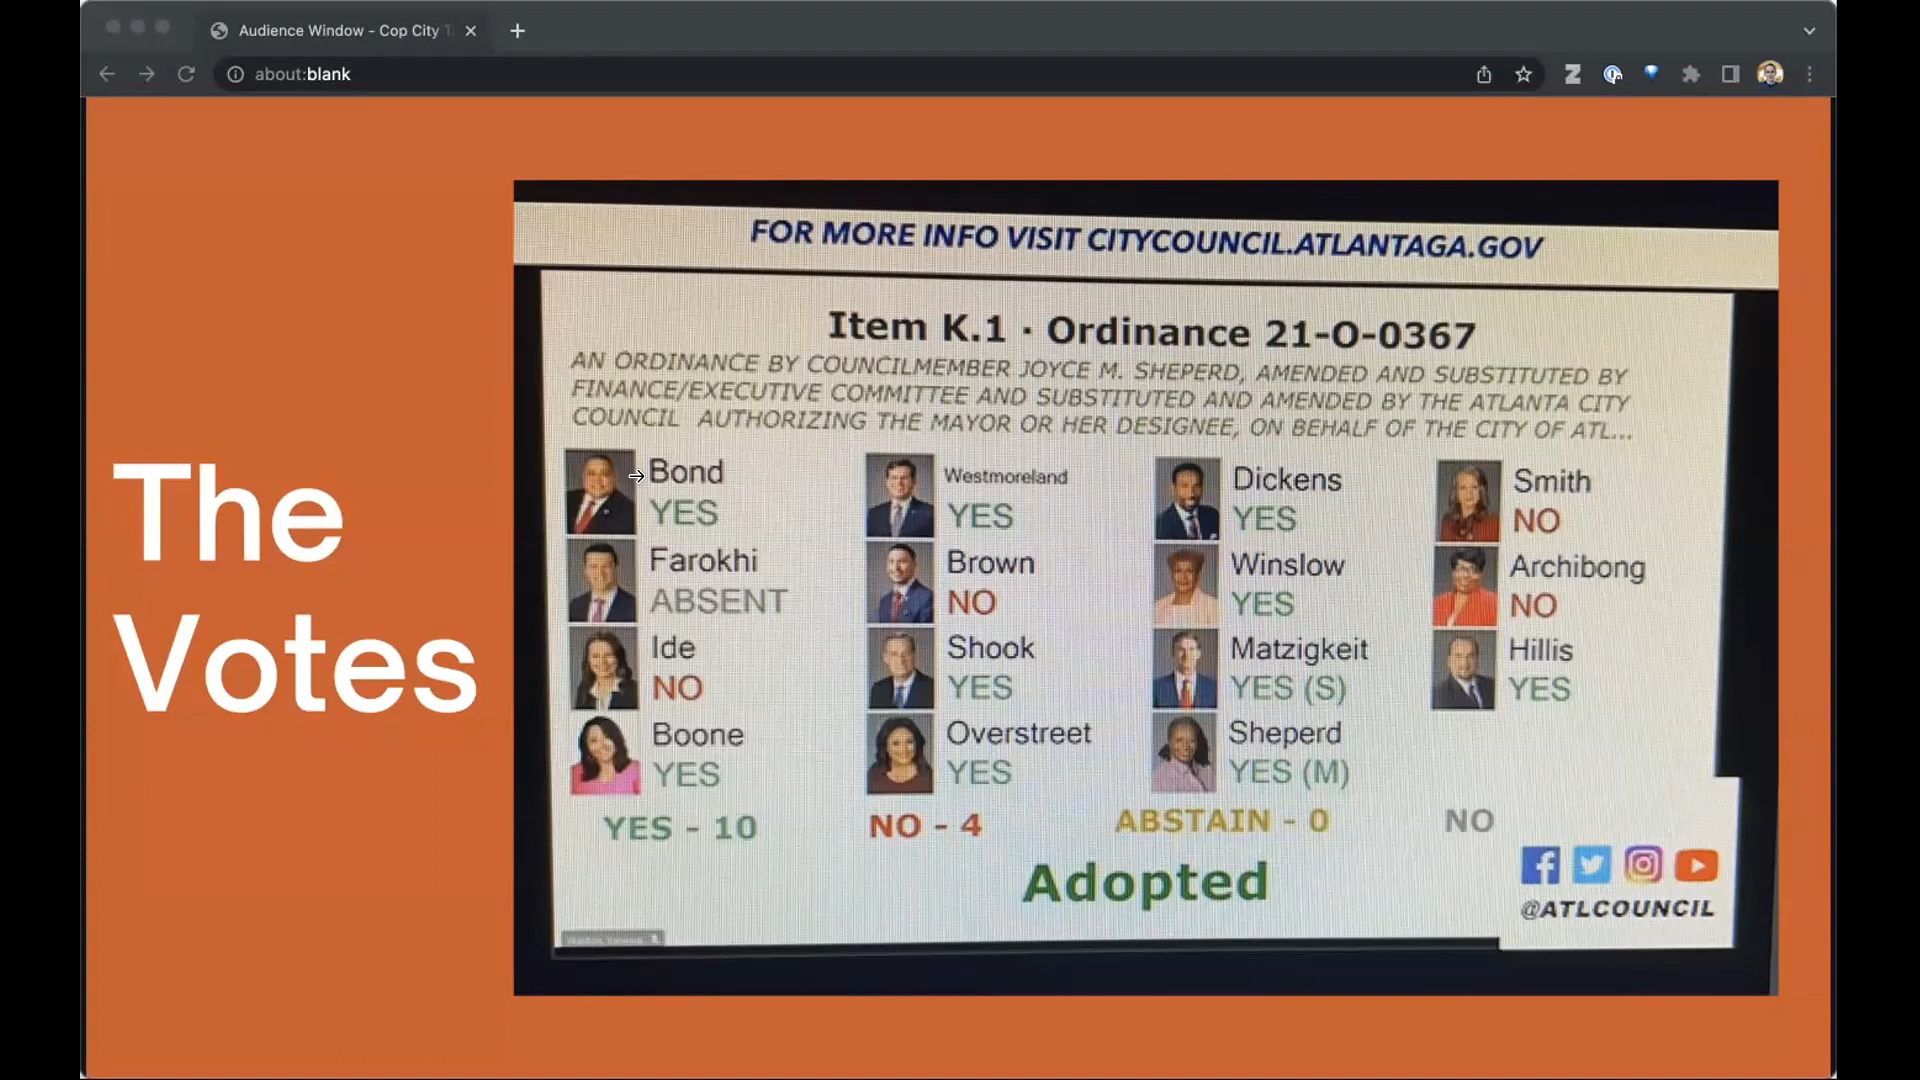 Audience Window - Cop City
about:blank
The
Votes
FOR MORE INFO VISIT CITYCOUNCIL.ATLANTAGA.GOV
Item K.1 · Ordinance 21-O-0367
AN ORDINANCE BY COUNCILMEMBER JOYCE M. SHEPERD, AMENDED AND SUBSTITUTED BY
FINANCE/EXECUTIVE COMMITTEE AND SUBSTITUTED AND AMENDED BY THE ATLANTA CITY
COUNCIL AUTHORIZING THE MAYOR OR HER DESIGNEE, ON BEHALF OF THE CITY OF ATL...
Bond Westmoreland Dickens Smith
YES YES YES NO
Farokhi Brown Winslow Archibong
ABSENT NO YES NO
Ide Shook Matzigkeit Hillis
NO YES YES (S) YES
Boone Overstreet Sheperd
YES YES YES (M)
YES - 10 NO - 4 ABSTAIN - 0 NO
Adopted
@ATLCOUNCIL